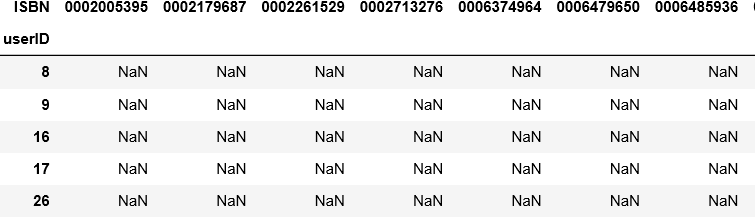 ISBN 0002005395 0002179687 0002261529 0002713276 0006374964 0006479650 0006485936
userID
8 NaN NaN NaN NaN NaN NaN NaN
9 NaN NaN NaN NaN NaN NaN NaN
16 NaN NaN NaN NaN NaN NaN NaN
17 NaN NaN NaN NaN NaN NaN NaN
26 NaN NaN NaN NaN NaN NaN NaN